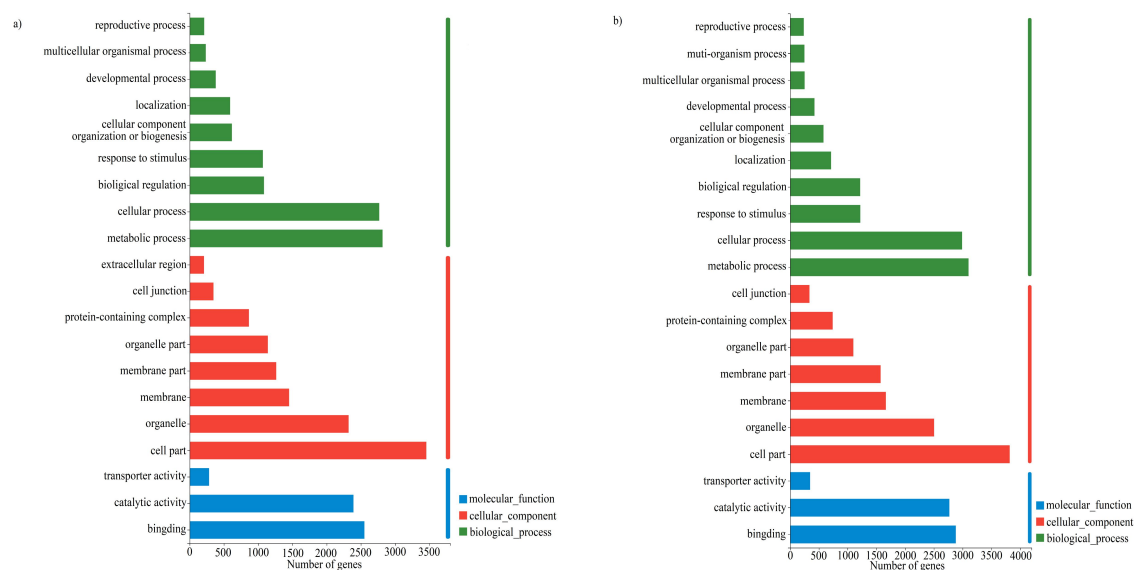 a)
reproductive process
multicellular organismal process
developmental process
localization
cellular component
organization or biogenesis
response to stimulus
bioligical regulation
cellular process
metabolic process
extracellular region
cell junction
protein-containing complex
organelle part
membrane part
membrane
organelle
cell part
transporter activity
catalytic activity
bingding
0 500 1000 1500 2000 2500 3000 3500
Number of genes
molecular_function
cellular_component
biological_process
b)
reproductive process
muti-organism process
multicellular organismal process
developmental process
cellular component
organization or biogenesis
localization
bioligical regulation
response to stimulus
cellular process
metabolic process
cell junction
protein-containing complex
organelle part
membrane part
membrane
organelle
cell part
transporter activity
catalytic activity
bingding
0 500 1000 1500 2000 2500 3000 3500 4000
Number of genes
molecular_function
cellular_component
biological_process